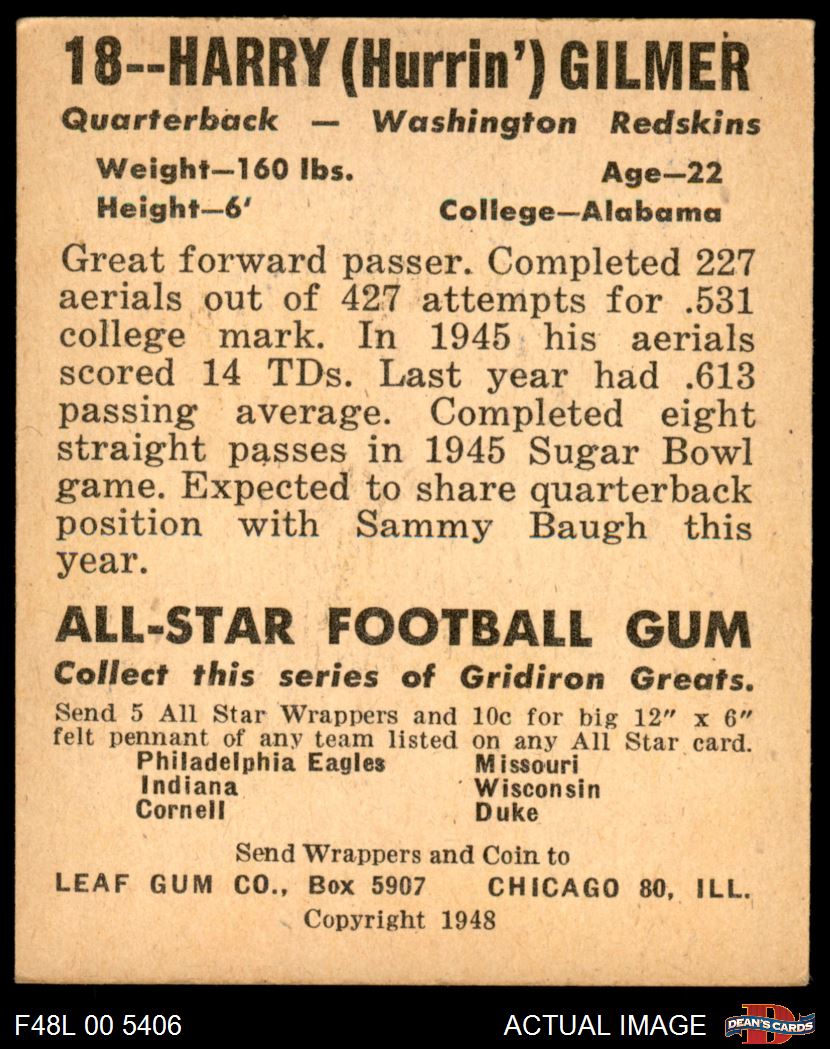 18--HARRY (Hurrin') GILMER
Quarterback — Washington Redskins
Weight—160 lbs. Age—22
Height—6' College—Alabama
Great forward passer. Completed 227
aerials out of 427 attempts for .531
college mark. In 1945 his aerials
scored 14 TDs. Last year had .613
passing average. Completed eight
straight passes in 1945 Sugar Bowl
game. Expected to share quarterback
position with Sammy Baugh this
year.
ALL-STAR FOOTBALL GUM
Collect this series of Gridiron Greats.
Send 5 All Star Wrappers and 10c for big 12" x 6"
felt pennant of any team listed on any All Star card.
Philadelphia Eagles Missouri
Indiana Wisconsin
Cornell Duke
Send Wrappers and Coin to
LEAF GUM CO., Box 5907 CHICAGO 80, ILL.
Copyright 1948
F48L 00 5406 ACTUAL IMAGE D DEAN'S CARDS